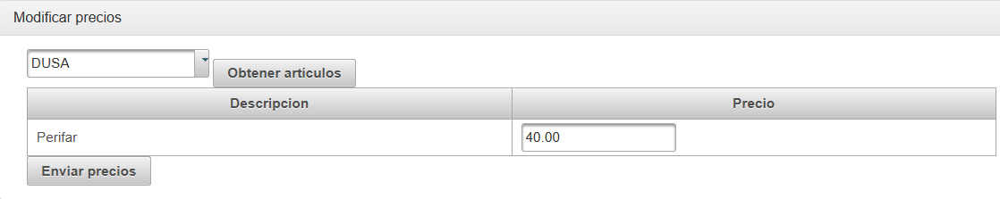 Modificar precios
DUSA
Obtener artículos
Descripcion Precio
Perifar 40.00
Enviar precios